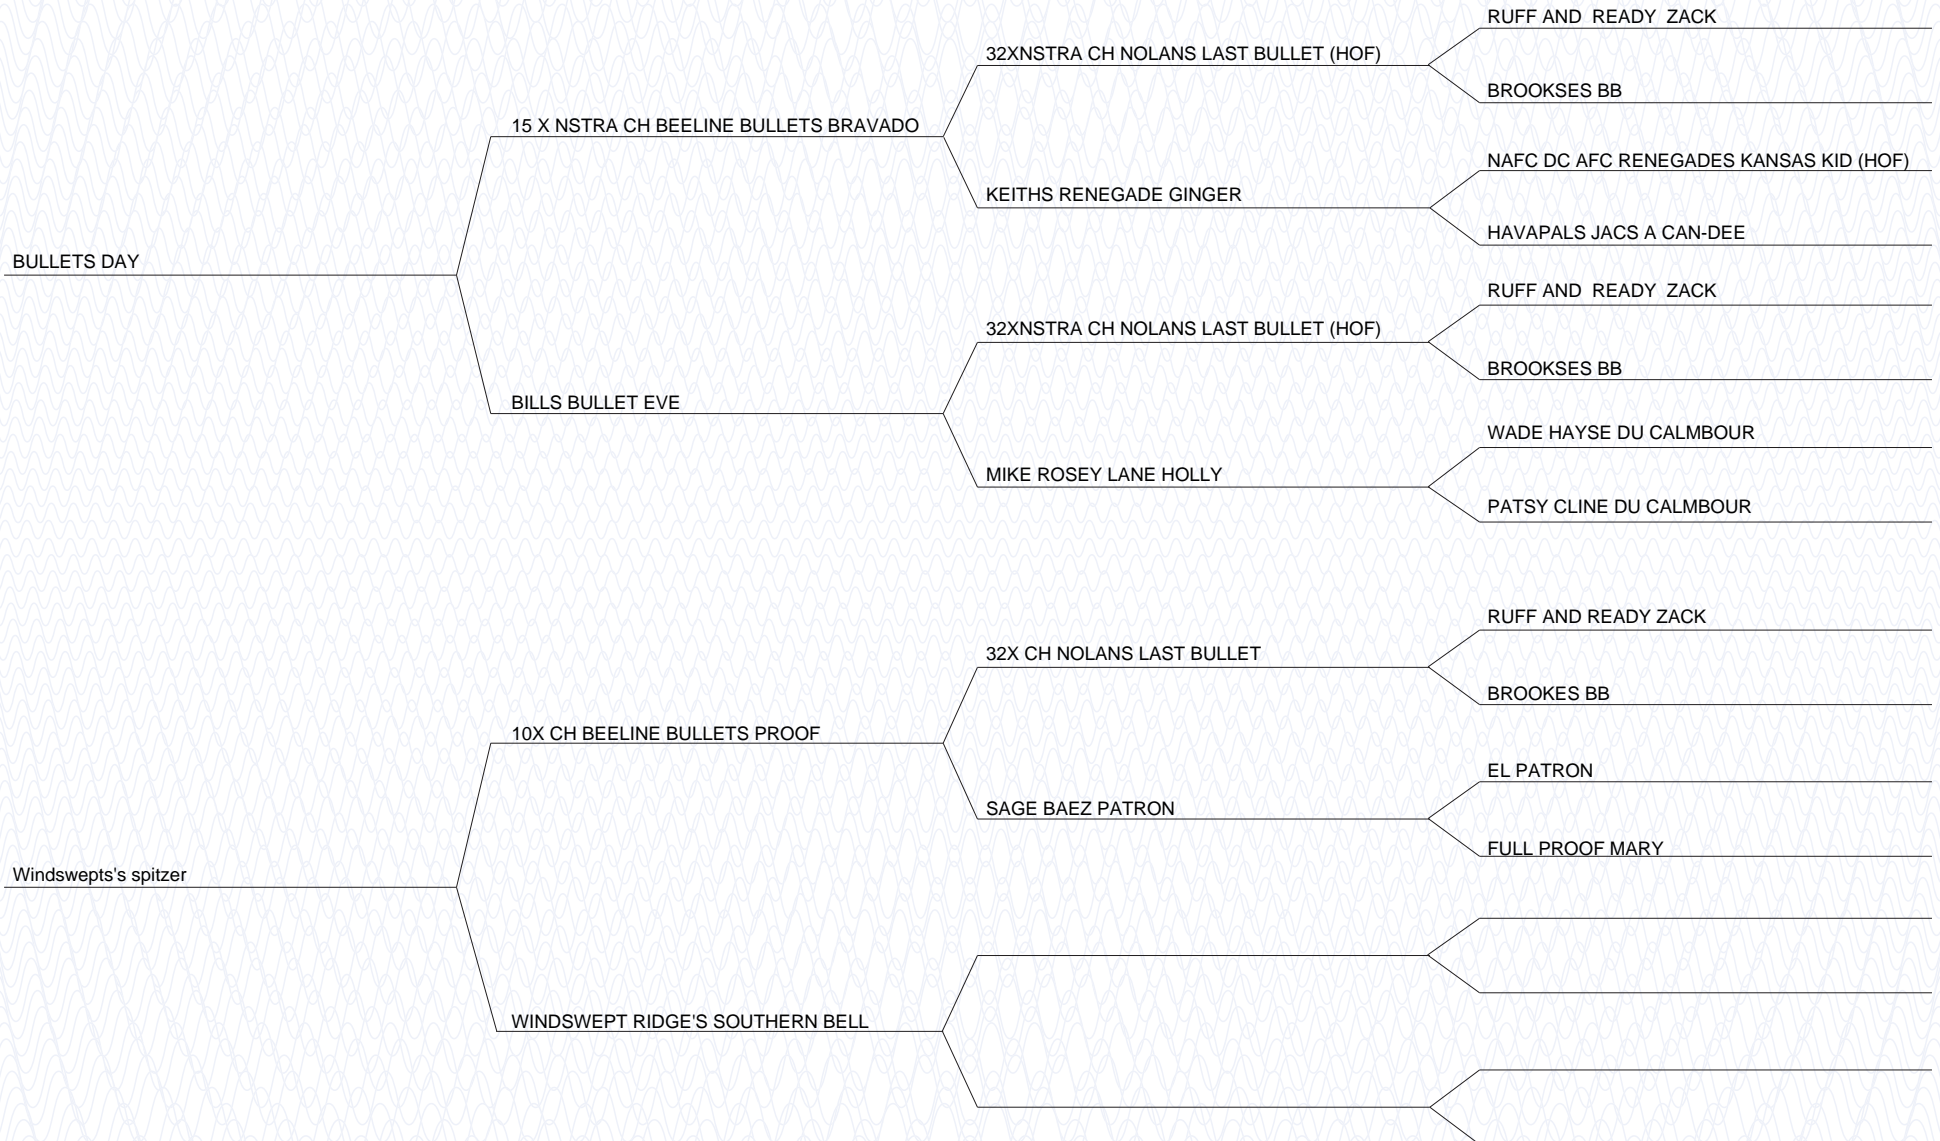 RUFF AND  READY  ZACK
32XNSTRA CH NOLANS LAST BULLET (HOF)
BROOKSES BB
15 X NSTRA CH BEELINE BULLETS BRAVADO
NAFC DC AFC RENEGADES KANSAS KID (HOF)
KEITHS RENEGADE GINGER
HAVAPALS JACS A CAN-DEE
BULLETS DAY
RUFF AND  READY  ZACK
32XNSTRA CH NOLANS LAST BULLET (HOF)
BROOKSES BB
BILLS BULLET EVE
WADE HAYSE DU CALMBOUR
MIKE ROSEY LANE HOLLY
PATSY CLINE DU CALMBOUR
RUFF AND READY ZACK
32X CH NOLANS LAST BULLET
BROOKES BB
10X CH BEELINE BULLETS PROOF
EL PATRON
SAGE BAEZ PATRON
FULL PROOF MARY
Windswepts's spitzer
WINDSWEPT RIDGE'S SOUTHERN BELL